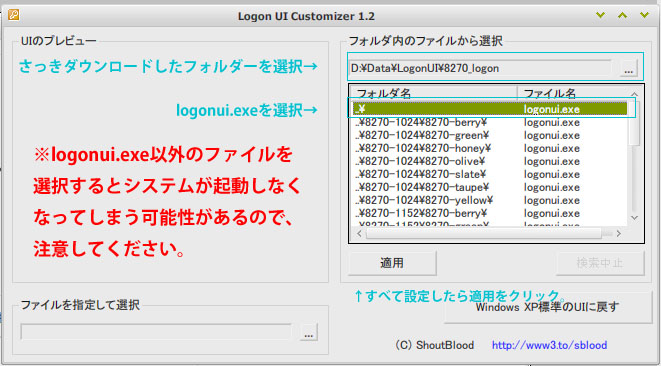 Logon UI Customizer 1.2
UIのプレビュー
さっきダウンロードしたフォルダーを選択→
logonui.exeを選択→
※logonui.exe以外のファイルを
選択するとシステムが起動しなく
なってしまう可能性があるので、
注意してください。
ファイルを指定して選択
...
フォルダ内のファイルから選択
D:\Data\LogonUI\8270_logon
...
フォルダ名 ファイル名
..\ logonui.exe
..\8270-1024\8270-berry\ logonui.exe
..\8270-1024\8270-green\ logonui.exe
..\8270-1024\8270-honey\ logonui.exe
..\8270-1024\8270-olive\ logonui.exe
..\8270-1024\8270-slate\ logonui.exe
..\8270-1024\8270-taupe\ logonui.exe
..\8270-1024\8270-yellow\ logonui.exe
..\8270-1152\8270-berry\ logonui.exe
..\8270-1152\8270-green\ logonui.exe
適用 検索中止
↑すべて設定したら適用をクリック。
Windows XP標準のUIに戻す
(C) ShoutBlood http://www3.to/sblood